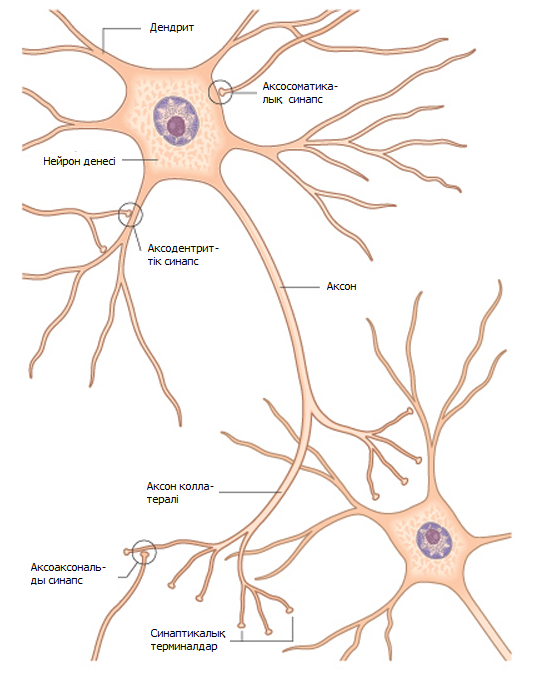 Дендрит
Аксосоматика-
лық синапс
Нейрон денесі
Аксодентрит-
тік синапс
Аксон
Аксон колла-
тералі
Аксоаксональ-
ды синапс
Синаптикалық
терминалдар